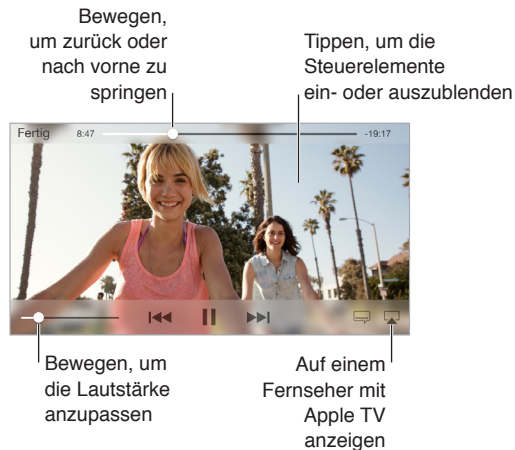 Bewegen,
um zurück oder
nach vorne zu
springen
Tippen, um die
Steuerelemente
ein- oder auszublenden
Fertig
8:47
-19:17
Bewegen, um
die Lautstärke
anzupassen
Auf einem
Fernseher mit
Apple TV
anzeigen